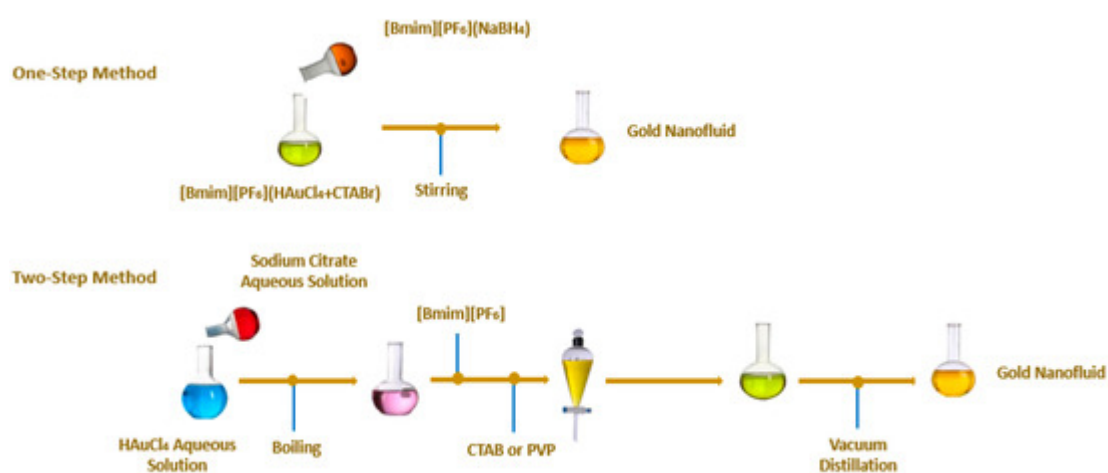 [Bmim][PF₆](NaBH₄)
One-Step Method
Gold Nanofluid
[Bmim][PF₆](HAuCl₄+CTABr)
Stirring
Sodium Citrate
Aqueous Solution
Two-Step Method
[Bmim][PF₆]
Gold Nanofluid
HAuCl₄ Aqueous
Solution
Boiling
CTAB or PVP
Vacuum
Distillation